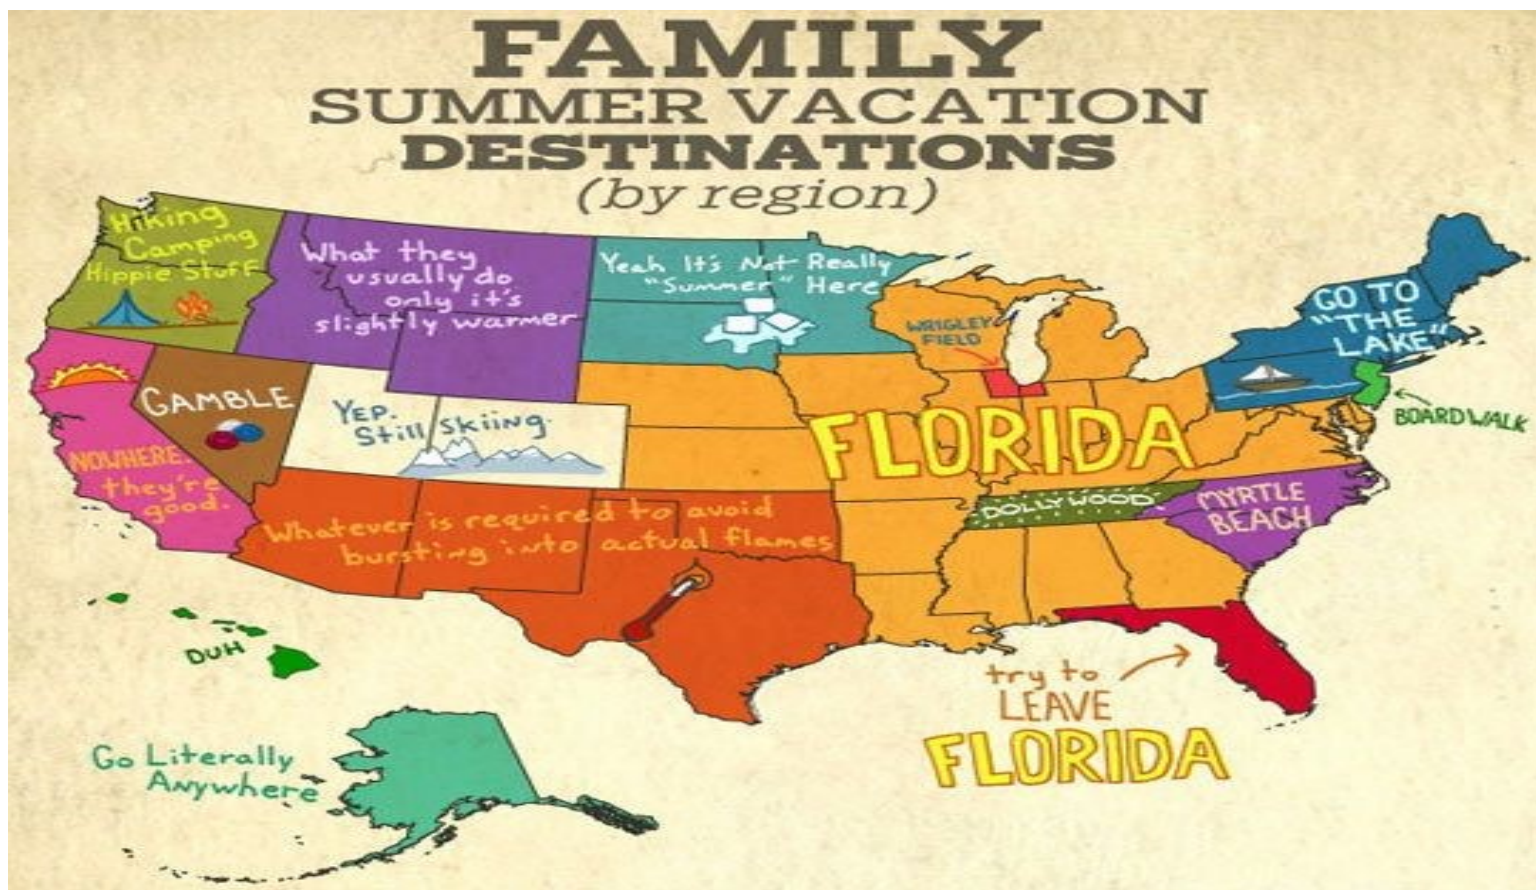 FAMILY
SUMMER VACATION
DESTINATIONS
(by region)
Hiking
Camping
Hippie Stuff
What they
usually do
only it's
slightly warmer
Yeah It's Not Really
"Summer" Here
WRIGLEY
FIELD
GO TO
"THE
LAKE"
BOARDWALK
GAMBLE
YEP.
Still skiing.
NOWHERE.
they're
good.
FLORIDA
DOLLYWOOD
MYRTLE
BEACH
Whatever is required to avoid
bursting into actual flames
DUH
try to
LEAVE
FLORIDA
Go Literally
Anywhere